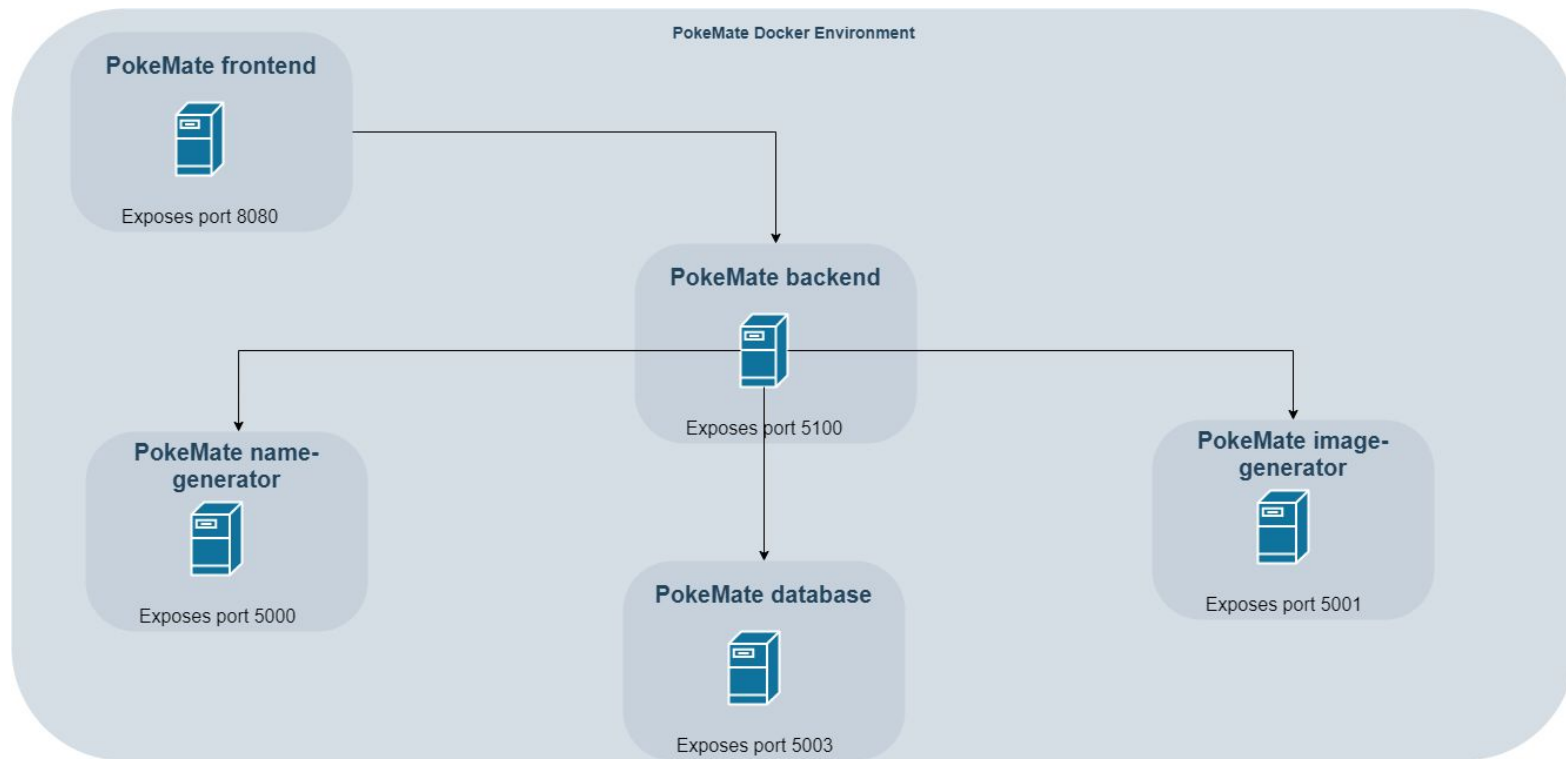 PokeMate Docker Environment
PokeMate frontend
Exposes port 8080
PokeMate backend
Exposes port 5100
PokeMate name-
generator
Exposes port 5000
PokeMate database
Exposes port 5003
PokeMate image-
generator
Exposes port 5001